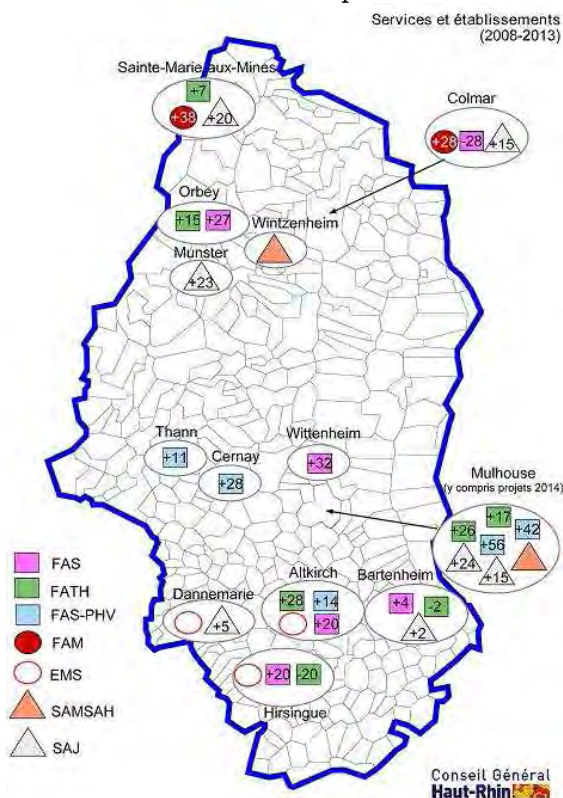 Services et établissements
(2008-2013)
Sainte-Marie-aux-Mines
+7
+38 +20
Colmar
+28 -28 +15
Orbey
+15 +27
Wintzenheim
Munster
+23
Thann
+11
Cernay
+28
Wittenheim
+32
Mulhouse
(y compris projets 2014)
+26 +17 +42
+56
+24 +15
Dannemarie
+5
Altkirch
+28 +14
+20
Bartenheim
+4 -2
+2
+20 -20
Hirsingue
FAS
FATH
FAS-PHV
FAM
EMS
SAMSAH
SAJ
Conseil Général
Haut-Rhin